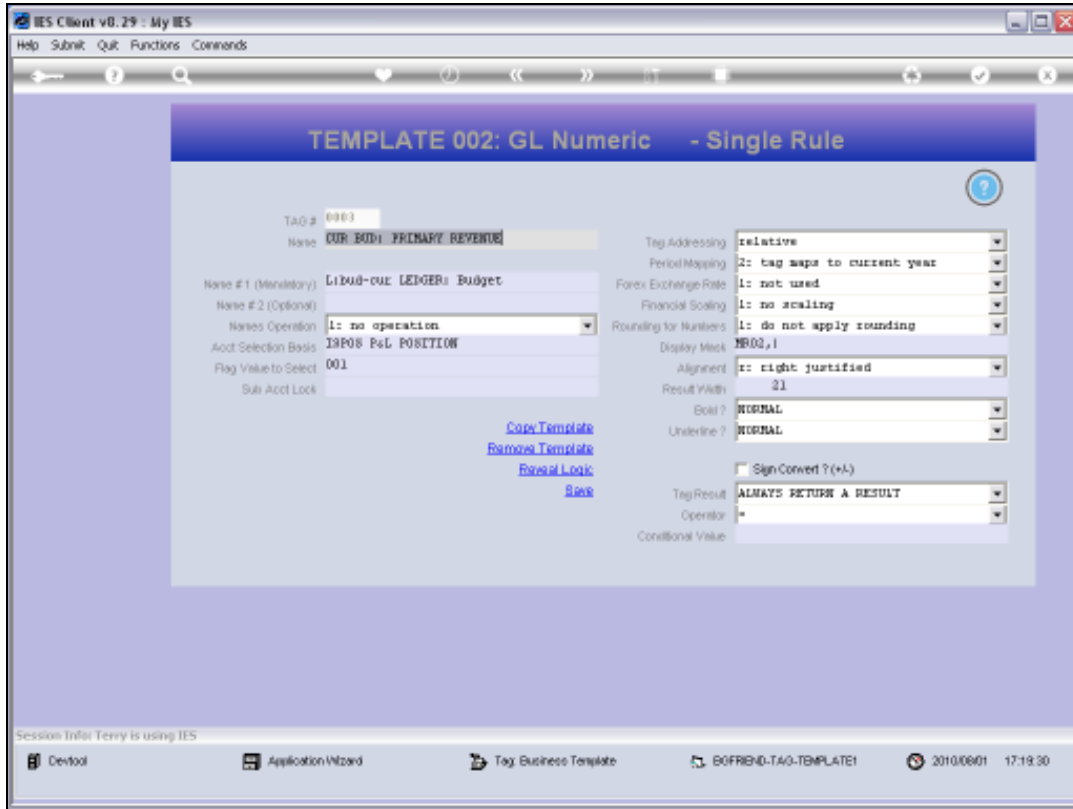 IES Client v8.29 : My IES
Help Submit Quit Functions Commands
TEMPLATE 002: GL Numeric - Single Rule
TAG # 0003
Name CUR BUD: PRIMARY REVENUE
Name # 1 (Mandatory) L:bud-cur LEDGER: Budget
Name # 2 (Optional)
Names Operation 1: no operation
Acct Selection Basis ISPOS P&L POSITION
Flag Value to Select 001
Sub Acct Lock
Copy Template
Remove Template
Reveal Logic
Save
Tag Addressing relative
Period Mapping 2: tag maps to current year
Forex Exchange Rate 1: not used
Financial Scaling 1: no scaling
Rounding for Numbers 1: do not apply rounding
Display Mask MR02,|
Alignment r: right justified
Result Width 21
Bold ? NORMAL
Underline ? NORMAL
Sign Convert ? (+/-)
Tag Result ALWAYS RETURN A RESULT
Operator =
Conditional Value
Session Info: Terry is using IES
Devtool Application Wizard Tag: Business Template BGFRIEND-TAG-TEMPLATE1 2010/08/01 17:19:30